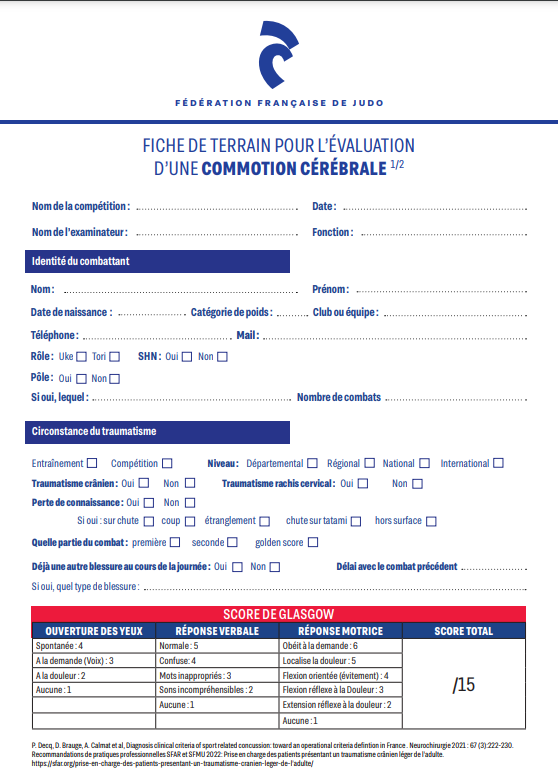 FÉDÉRATION FRANÇAISE DE JUDO
FICHE DE TERRAIN POUR L'ÉVALUATION
D'UNE COMMOTION CÉRÉBRALE 1/2
Nom de la compétition : Date :
Nom de l'examinateur : Fonction :
Identité du combattant
Nom : Prénom :
Date de naissance : Catégorie de poids : Club ou équipe :
Téléphone : Mail :
Rôle : Uke Tori SHN : Oui Non
Pôle : Oui Non
Si oui, lequel : Nombre de combats
Circonstance du traumatisme
Entraînement Compétition Niveau : Départemental Régional National International
Traumatisme crânien : Oui Non Traumatisme rachis cervical : Oui Non
Perte de connaissance : Oui Non
Si oui : sur chute coup étranglement chute sur tatami hors surface
Quelle partie du combat : première seconde golden score
Déjà une autre blessure au cours de la journée : Oui Non Délai avec le combat précédent
Si oui, quel type de blessure :
SCORE DE GLASGOW
OUVERTURE DES YEUX RÉPONSE VERBALE RÉPONSE MOTRICE SCORE TOTAL
Spontanée : 4 Normale : 5 Obéit à la demande : 6
A la demande (Voix) : 3 Confuse: 4 Localise la douleur : 5
A la douleur : 2 Mots inappropriés : 3 Flexion orientée (évitement) : 4
Aucune : 1 Sons incompréhensibles : 2 Flexion réflexe à la Douleur : 3
Aucune : 1 Extension réflexe à la douleur : 2
Aucune : 1
/15
P. Decq, D. Brauge, A. Calmat et al, Diagnosis clinical criteria of sport related concussion: toward an operational criteria defintion in France . Neurochirurgie 2021 : 67 (3):222-230.
Recommandations de pratiques professionnelles SFAR et SFMU 2022: Prise en charge des patients présentant un traumatisme crânien léger de l'adulte.
https://sfar.org/prise-en-charge-des-patients-presentant-un-traumatisme-cranien-leger-de-ladulte/